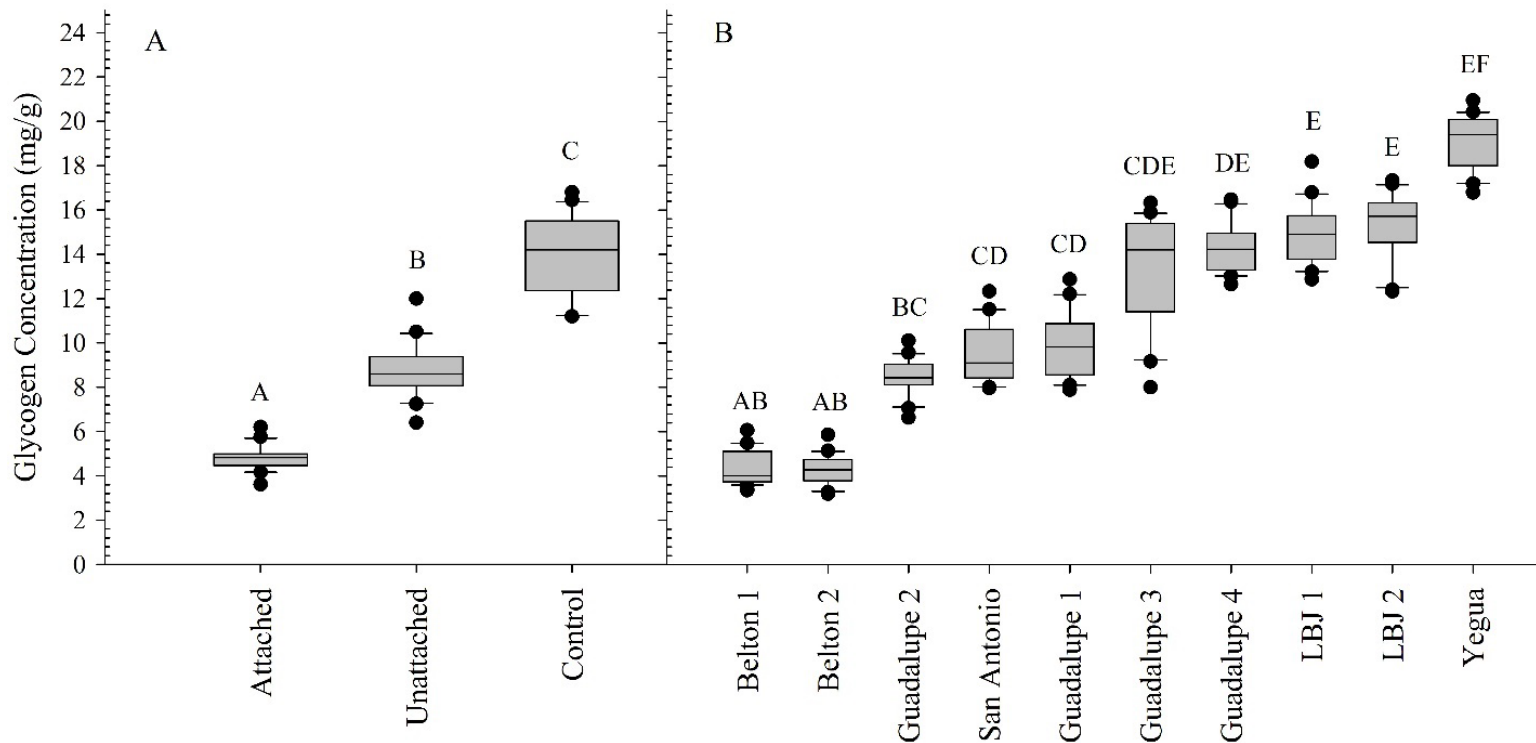 A
B
Glycogen Concentration (mg/g)
24
22
20
18
16
14
12
10
8
6
4
2
0
A
B
C
AB
AB
BC
CD
CD
CDE
DE
E
E
EF
Attached
Unattached
Control
Belton 1
Belton 2
Guadalupe 2
San Antonio
Guadalupe 1
Guadalupe 3
Guadalupe 4
LBJ 1
LBJ 2
Yegua